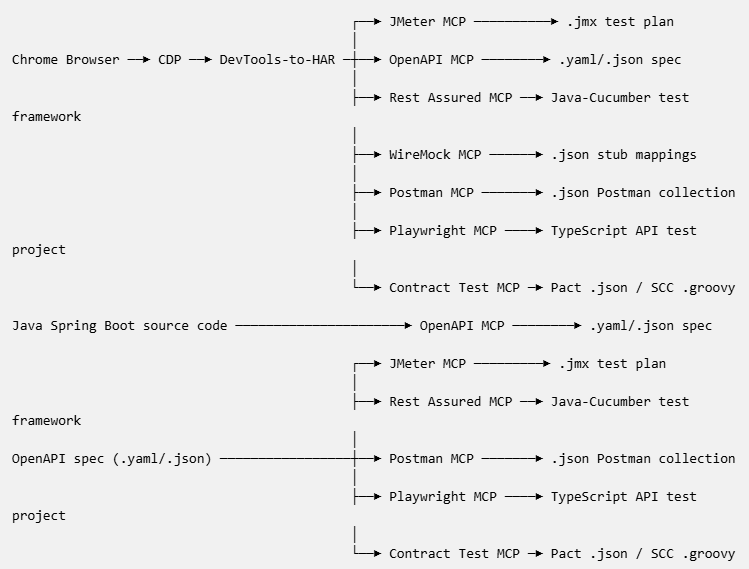 ┌──► JMeter MCP ──────────► .jmx test plan
│
Chrome Browser ──► CDP ──► DevTools-to-HAR ─┼──► OpenAPI MCP ────────► .yaml/.json spec
│
├──► Rest Assured MCP ──► Java-Cucumber test
framework
│
├──► WireMock MCP ──────► .json stub mappings
│
├──► Postman MCP ───────► .json Postman collection
│
├──► Playwright MCP ────► TypeScript API test
project
│
└──► Contract Test MCP ─► Pact .json / SCC .groovy
Java Spring Boot source code ──────────────────────► OpenAPI MCP ────────► .yaml/.json spec
┌──► JMeter MCP ─────────► .jmx test plan
│
├──► Rest Assured MCP ──► Java-Cucumber test
framework
│
OpenAPI spec (.yaml/.json) ─────────────────┼──► Postman MCP ───────► .json Postman collection
│
├──► Playwright MCP ────► TypeScript API test
project
│
└──► Contract Test MCP ─► Pact .json / SCC .groovy